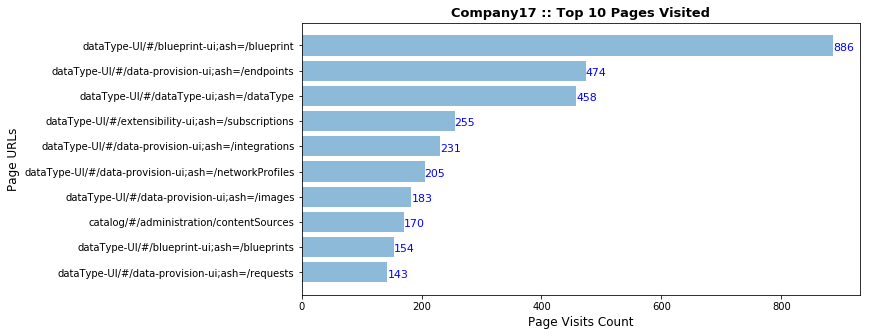 Company17 :: Top 10 Pages Visited
Page URLs
dataType-UI/#/blueprint-ui;ash=/blueprint 886
dataType-UI/#/data-provision-ui;ash=/endpoints 474
dataType-UI/#/dataType-ui;ash=/dataType 458
dataType-UI/#/extensibility-ui;ash=/subscriptions 255
dataType-UI/#/data-provision-ui;ash=/integrations 231
dataType-UI/#/data-provision-ui;ash=/networkProfiles 205
dataType-UI/#/data-provision-ui;ash=/images 183
catalog/#/administration/contentSources 170
dataType-UI/#/blueprint-ui;ash=/blueprints 154
dataType-UI/#/data-provision-ui;ash=/requests 143
0 200 400 600 800
Page Visits Count